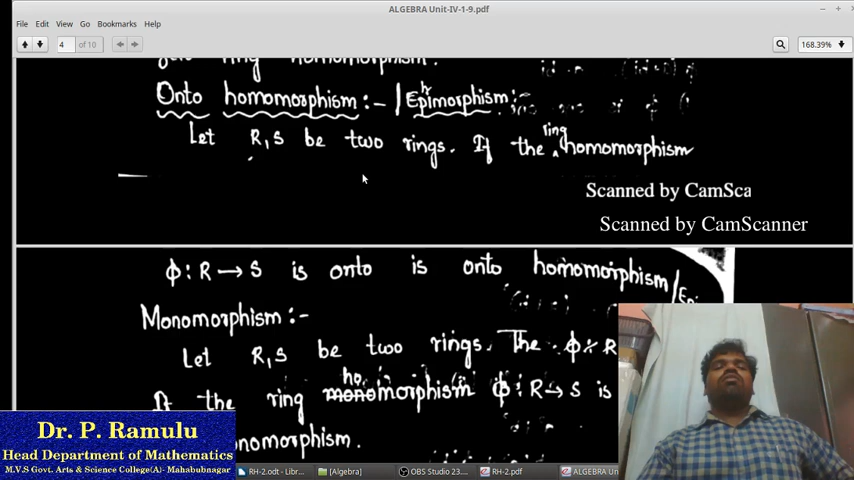 ALGEBRA Unit-IV-1-9.pdf
File Edit View Go Bookmarks Help
4 of 10 168.39%
ring homomorphism.
Onto homomorphism :- / Epimorphism :-
Let R, S be two rings. If the ring homomorphism
Scanned by CamSca
Scanned by CamScanner
ϕ : R → S is onto is onto homomorphism /
Monomorphism :-
Let R, S be two rings. The
If the ring homomorphism ϕ : R → S is
onomorphism.
Dr. P. Ramulu
Head Department of Mathematics
M.V.S Govt. Arts & Science College(A)- Mahabubnagar
RH-2.odt - Libr... [Algebra] OBS Studio 23.... RH-2.pdf ALGEBRA Un